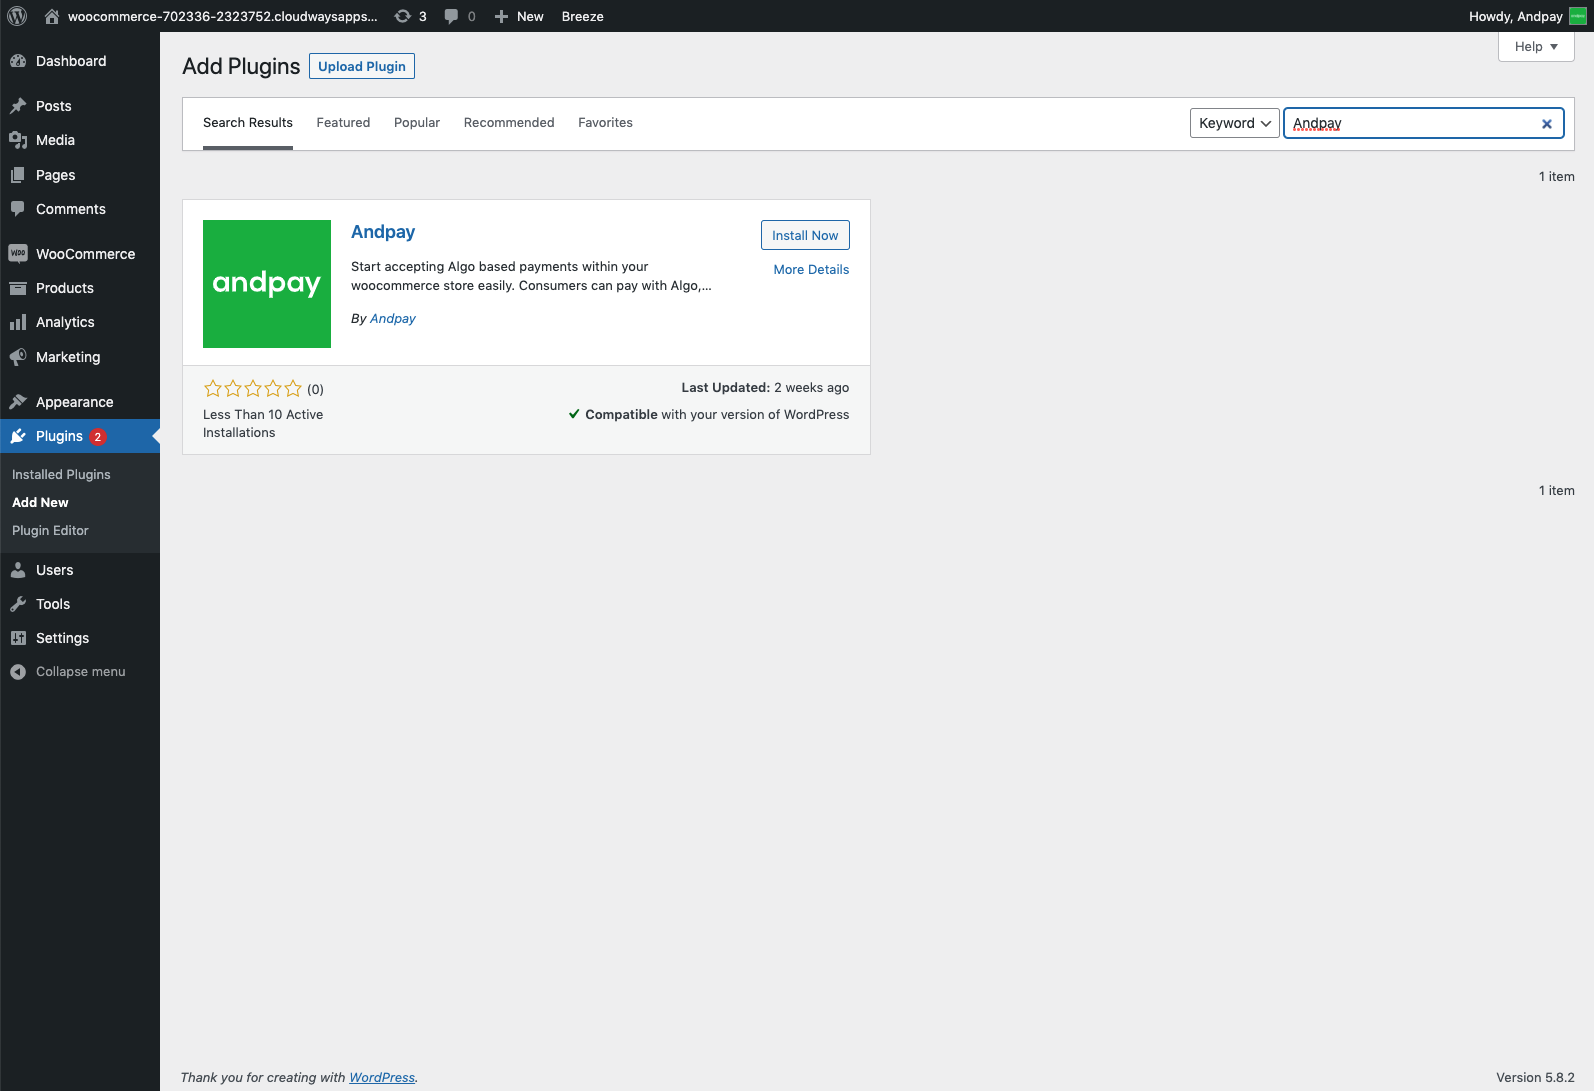 woocommerce-702336-2323752.cloudwaysapps... 3 0 New Breeze Howdy, Andpay
Dashboard
Posts
Media
Pages
Comments
WooCommerce
woo
Products
Analytics
Marketing
Appearance
Plugins 2
Installed Plugins
Add New
Plugin Editor
Users
Tools
Settings
Collapse menu
Help
Add Plugins Upload Plugin
Search Results Featured Popular Recommended Favorites Keyword Andpay
1 item
andpay
Andpay
Install Now
Start accepting Algo based payments within your
woocommerce store easily. Consumers can pay with Algo,...
More Details
By Andpay
(0)
Less Than 10 Active
Installations
Last Updated: 2 weeks ago
Compatible with your version of WordPress
1 item
Thank you for creating with WordPress.
Version 5.8.2